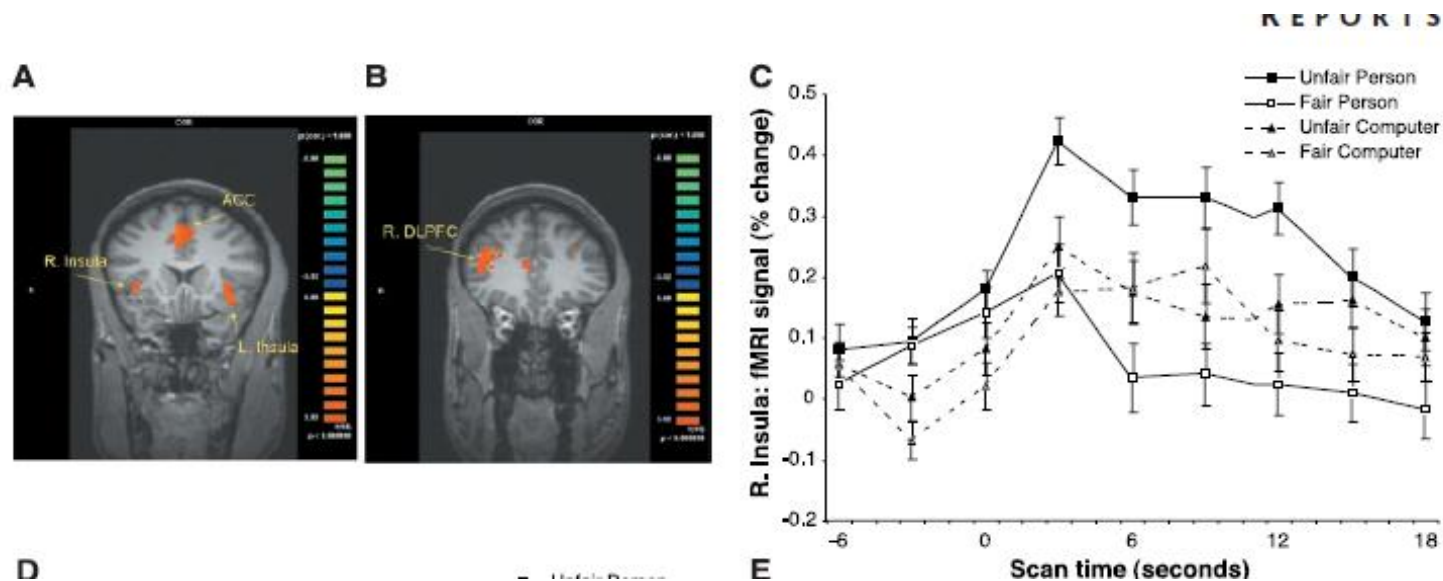 REPORTS
A
B
C
COR
ACC
R. Insula
L. Insula
R. DLPFC
R
R
Unfair Person
Fair Person
Unfair Computer
Fair Computer
R. Insula: fMRI signal (% change)
0.5
0.4
0.3
0.2
0.1
0
-0.1
-0.2
-6
0
6
12
18
Scan time (seconds)
D
Unfair Person
E